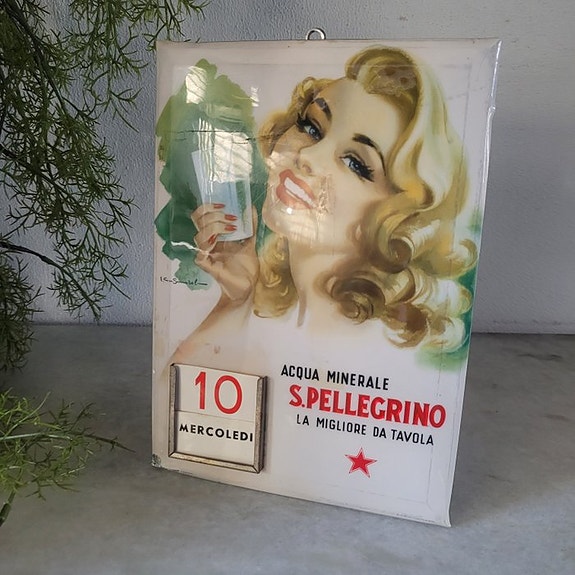 10
MERCOLEDI
ACQUA MINERALE
S.PELLEGRINO
LA MIGLIORE DA TAVOLA